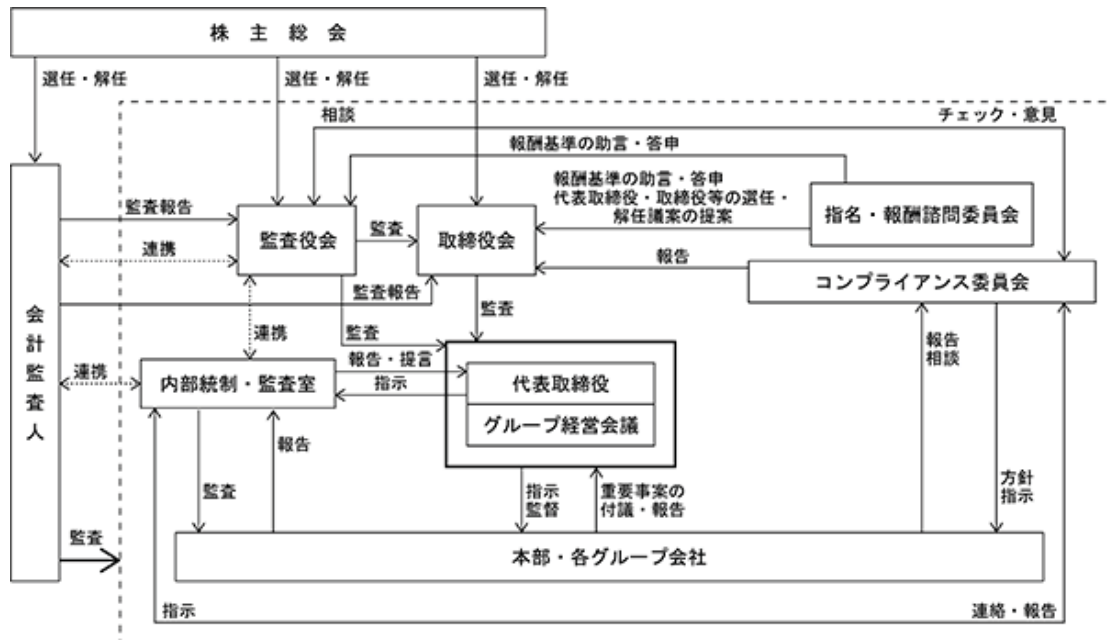 株主総会
選任・解任
選任・解任
選任・解任
相談
チェック・意見
報酬基準の助言・答申
報酬基準の助言・答申
代表取締役・取締役等の選任・
解任議案の提案
指名・報酬諮問委員会
監査報告
監査役会
監査
取締役会
連携
報告
コンプライアンス委員会
監査報告
監査
会計監査人
連携
監査
報告
相談
報告・提言
連携
内部統制・監査室
指示
代表取締役
グループ経営会議
報告
監査
指示
監督
重要事案の
付議・報告
方針
指示
監査
本部・各グループ会社
指示
連絡・報告